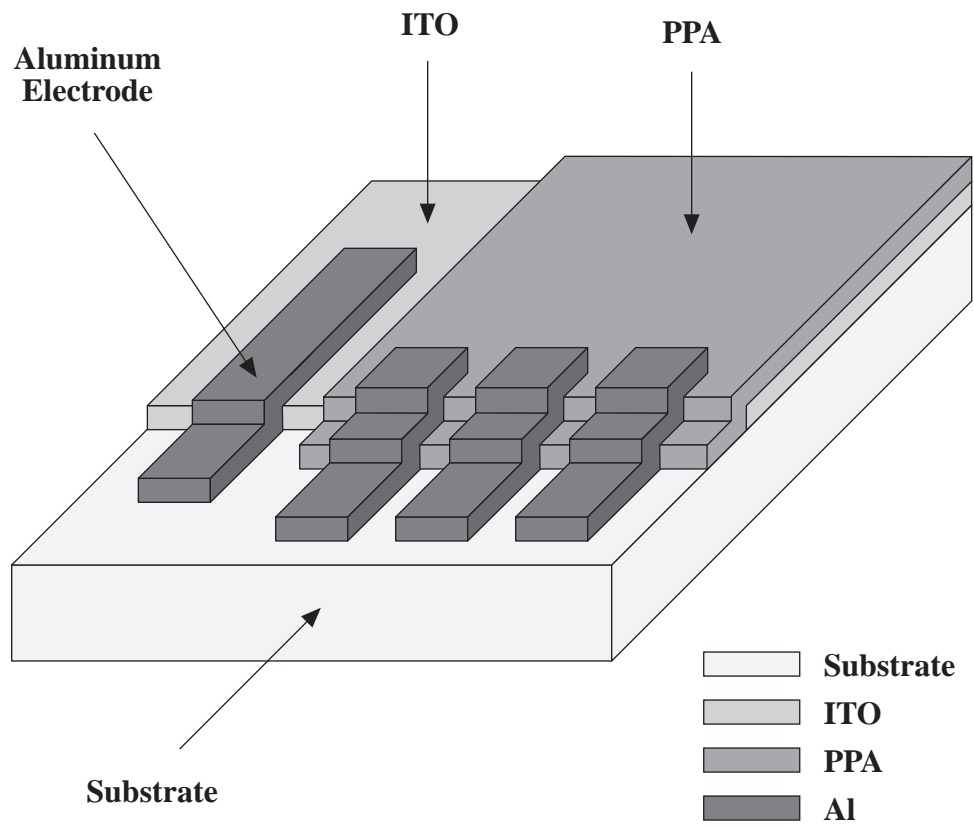 ITO
PPA
Aluminum
Electrode
Substrate
Substrate
ITO
PPA
Al